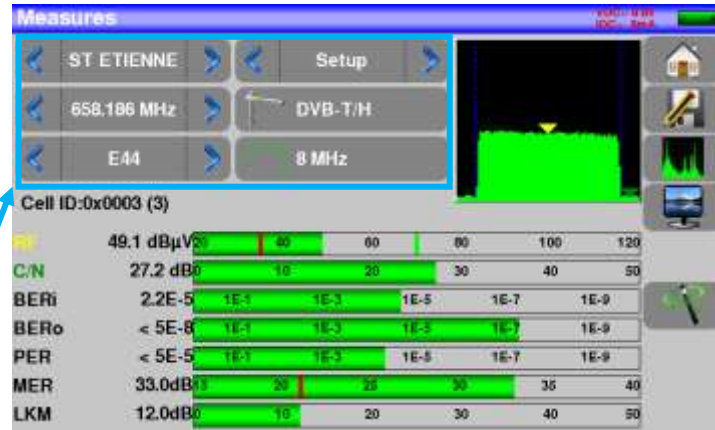 Measures
ST ETIENNE Setup
658.186 MHz DVB-T/H
E44 8 MHz
Cell ID:0x0003 (3)
RF 49.1 dBµV 20 40 60 80 100 120
C/N 27.2 dB 0 10 20 30 40 50
BERi 2.2E-5 1E-1 1E-3 1E-5 1E-7 1E-9
BERo < 5E-8 1E-1 1E-3 1E-5 1E-7 1E-9
PER < 5E-5 1E-1 1E-3 1E-5 1E-7 1E-9
MER 33.0dB 20 25 30 35 40
LKM 12.0dB 0 10 20 30 40 50